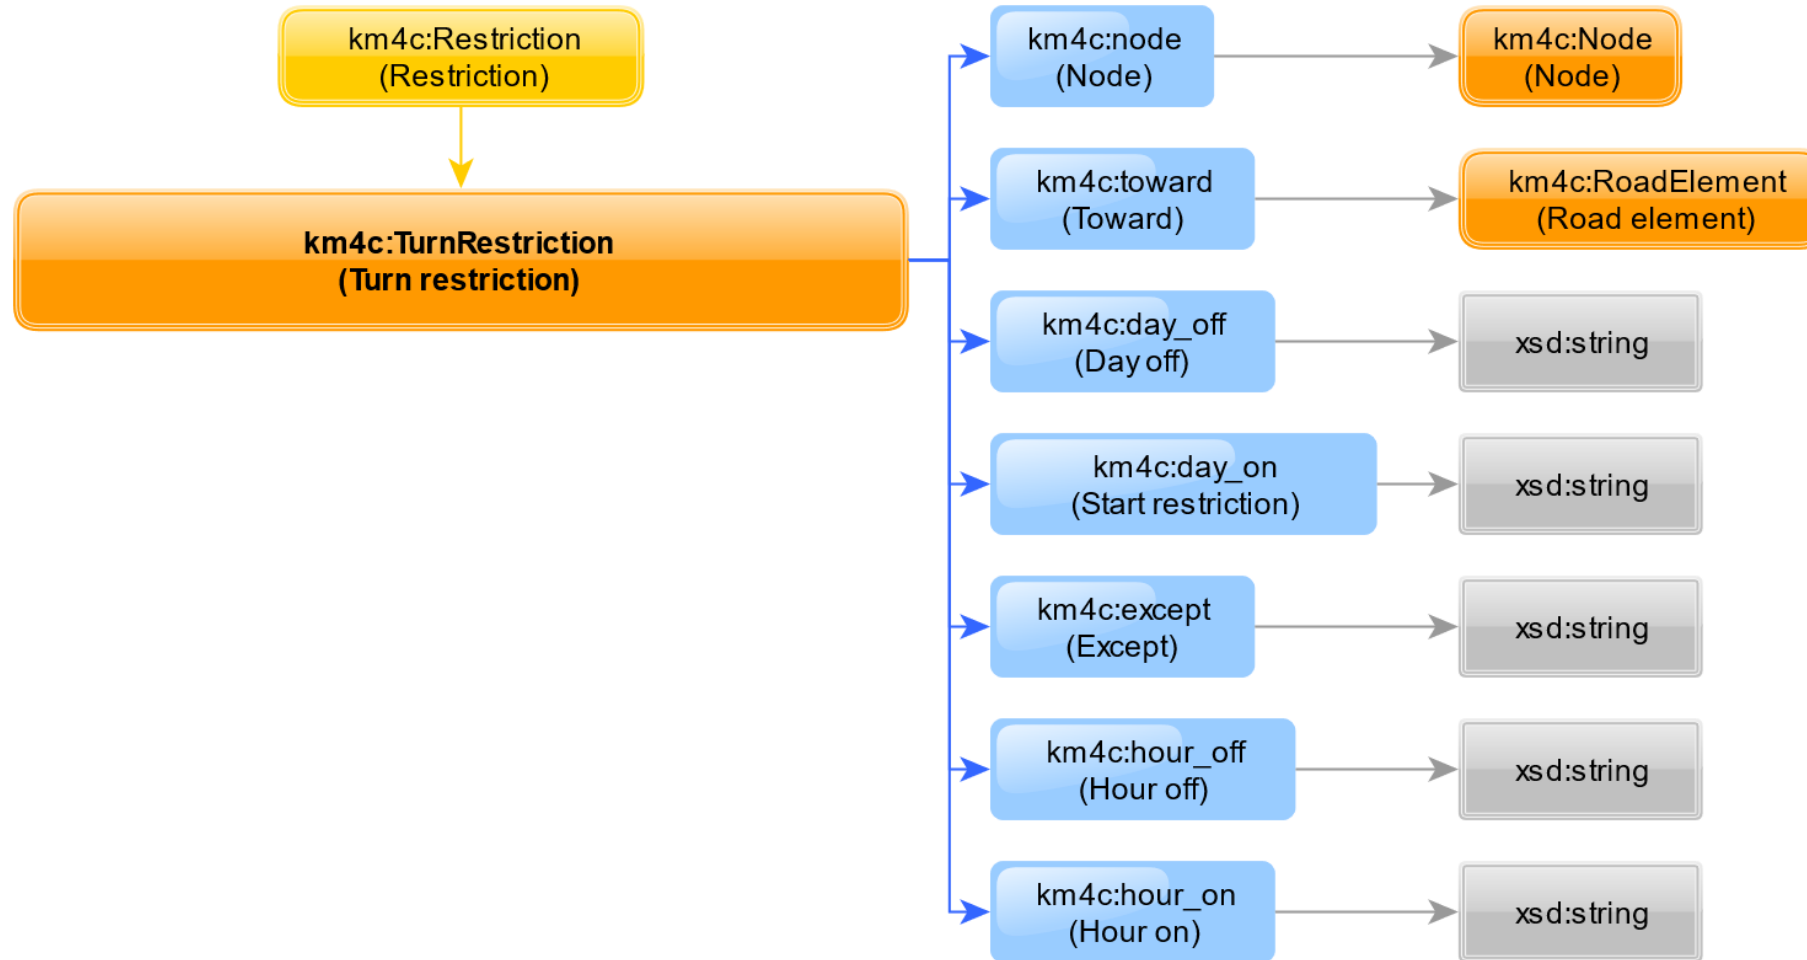 km4c:Restriction
(Restriction)
km4c:TurnRestriction
(Turn restriction)
km4c:node
(Node)
km4c:Node
(Node)
km4c:toward
(Toward)
km4c:RoadElement
(Road element)
km4c:day_off
(Day off)
xsd:string
km4c:day_on
(Start restriction)
xsd:string
km4c:except
(Except)
xsd:string
km4c:hour_off
(Hour off)
xsd:string
km4c:hour_on
(Hour on)
xsd:string